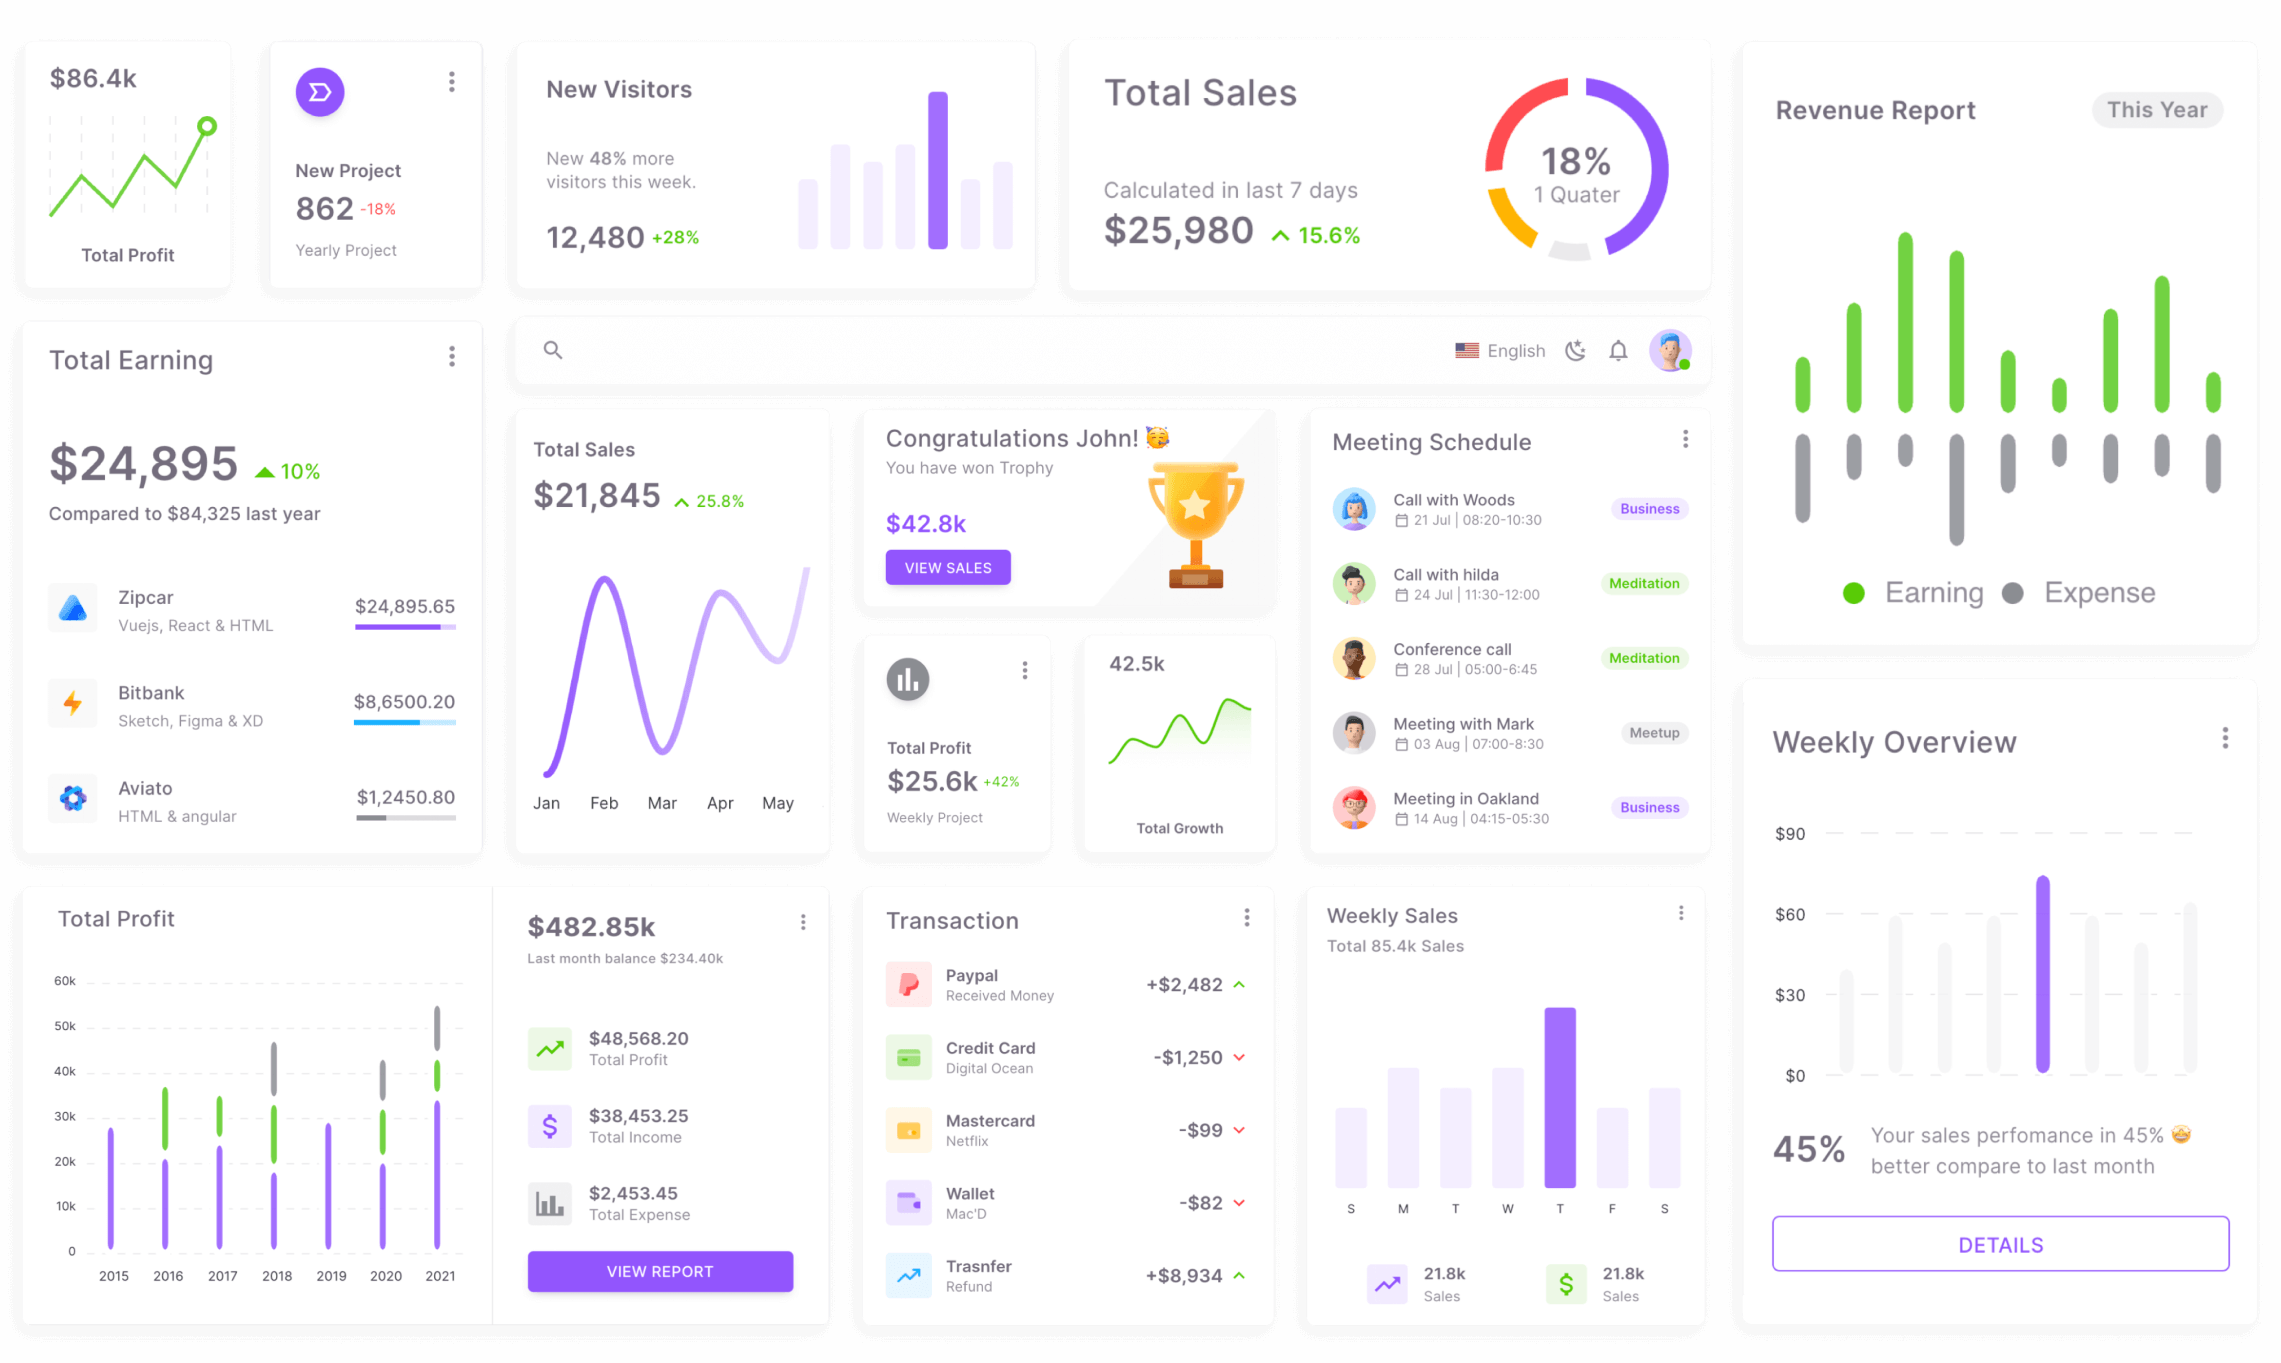 $86.4k
Total Profit
New Project
862 -18%
Yearly Project
New Visitors
New 48% more
visitors this week.
12,480 +28%
Total Sales
Calculated in last 7 days
$25,980 15.6%
18%
1 Quater
Revenue Report
This Year
Earning
Expense
Total Earning
$24,895 10%
Compared to $84,325 last year
Zipcar
Vuejs, React & HTML
$24,895.65
Bitbank
Sketch, Figma & XD
$8,6500.20
Aviato
HTML & angular
$1,2450.80
English
Total Sales
$21,845 25.8%
Jan Feb Mar Apr May
Congratulations John! 🥳
You have won Trophy
$42.8k
VIEW SALES
Total Profit
$25.6k +42%
Weekly Project
42.5k
Total Growth
Meeting Schedule
Call with Woods
21 Jul | 08:20-10:30
Business
Call with hilda
24 Jul | 11:30-12:00
Meditation
Conference call
28 Jul | 05:00-6:45
Meditation
Meeting with Mark
03 Aug | 07:00-8:30
Meetup
Meeting in Oakland
14 Aug | 04:15-05:30
Business
Weekly Overview
$90
$60
$30
$0
45%
Your sales perfomance in 45% 🤩
better compare to last month
DETAILS
Total Profit
60k
50k
40k
30k
20k
10k
0
2015 2016 2017 2018 2019 2020 2021
$482.85k
Last month balance $234.40k
$48,568.20
Total Profit
$38,453.25
Total Income
$2,453.45
Total Expense
VIEW REPORT
Transaction
Paypal
Received Money
+$2,482
Credit Card
Digital Ocean
-$1,250
Mastercard
Netflix
-$99
Wallet
Mac'D
-$82
Trasnfer
Refund
+$8,934
Weekly Sales
Total 85.4k Sales
S M T W T F S
21.8k
Sales
21.8k
Sales